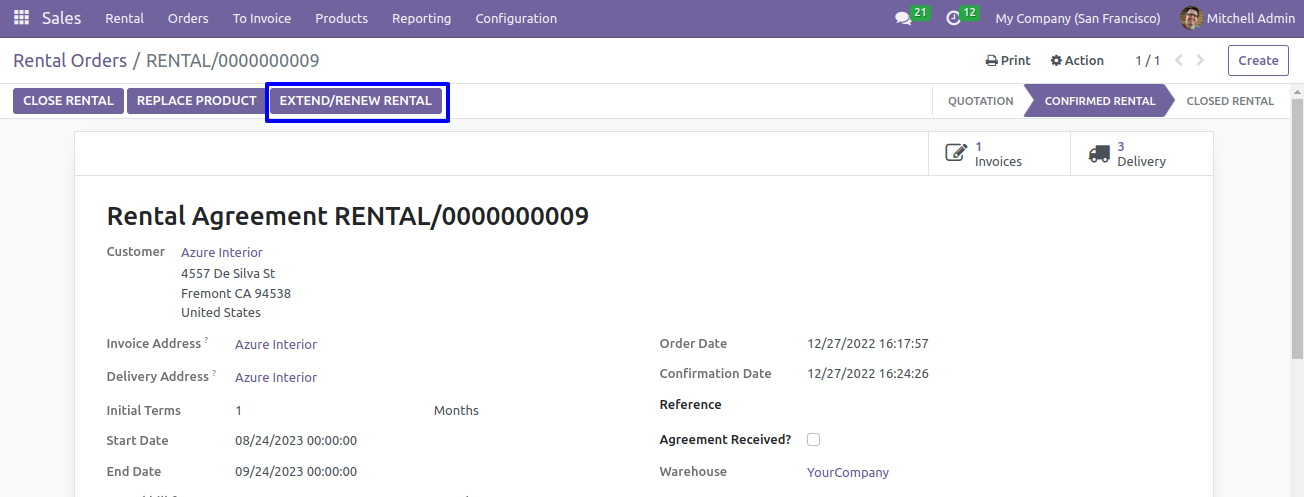 Sales Rental Orders To Invoice Products Reporting Configuration 21 12 My Company (San Francisco) Mitchell Admin
Rental Orders / RENTAL/0000000009 Print Action 1 / 1 Create
CLOSE RENTAL REPLACE PRODUCT EXTEND/RENEW RENTAL QUOTATION CONFIRMED RENTAL CLOSED RENTAL
1 Invoices
3 Delivery
Rental Agreement RENTAL/0000000009
Customer Azure Interior
4557 De Silva St
Fremont CA 94538
United States
Invoice Address ? Azure Interior Order Date 12/27/2022 16:17:57
Delivery Address ? Azure Interior Confirmation Date 12/27/2022 16:24:26
Initial Terms 1 Months Reference
Start Date 08/24/2023 00:00:00 Agreement Received?
End Date 09/24/2023 00:00:00 Warehouse YourCompany